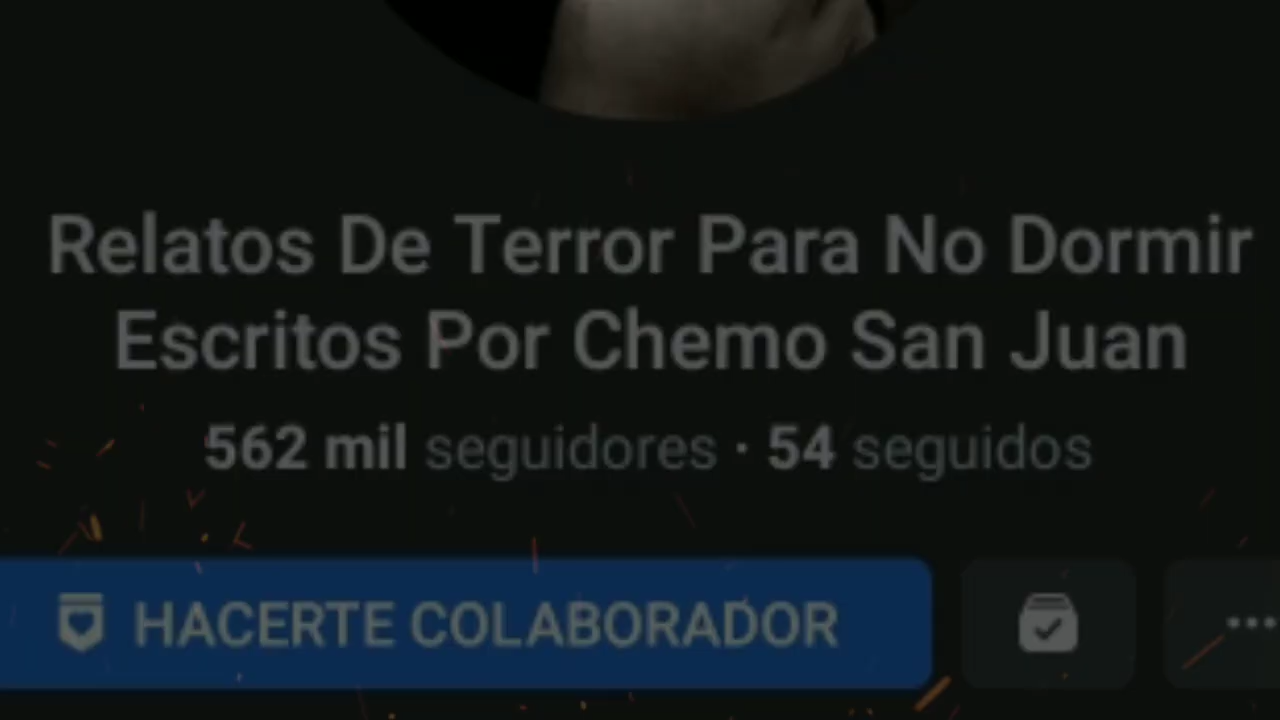 Relatos De Terror Para No Dormir
Escritos Por Chemo San Juan
562 mil seguidores · 54 seguidos
HACERTE COLABORADOR